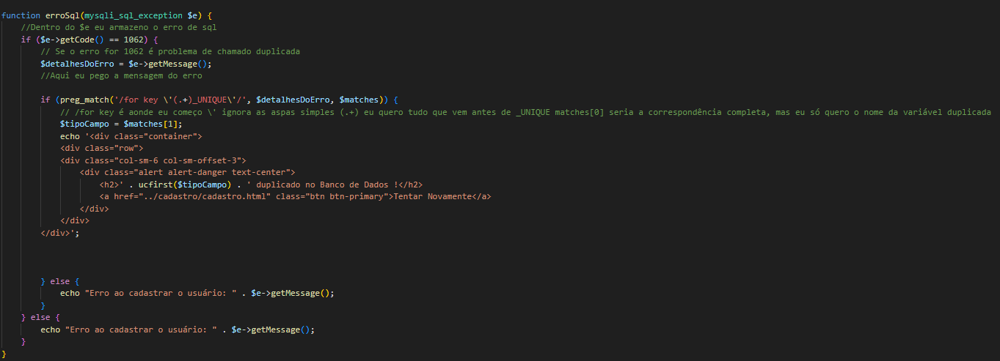 function erroSql(mysqli_sql_exception $e) {
//Dentro do $e eu armazeno o erro de sql
if ($e->getCode() == 1062) {
// Se o erro for 1062 é problema de chamado duplicada
$detalhesDoErro = $e->getMessage();
//Aqui eu pego a mensagem do erro
if (preg_match('/for key \'(.+)_UNIQUE\'/', $detalhesDoErro, $matches)) {
// /for key é aonde eu começo \' ignora as aspas simples (.+) eu quero tudo que vem antes de _UNIQUE matches[0] seria a correspondência completa, mas eu só quero o nome da variável duplicada
$tipoCampo = $matches[1];
echo '<div class="container">
<div class="row">
<div class="col-sm-6 col-sm-offset-3">
<div class="alert alert-danger text-center">
<h2>' . ucfirst($tipoCampo) . ' duplicado no Banco de Dados !</h2>
<a href="../cadastro/cadastro.html" class="btn btn-primary">Tentar Novamente</a>
</div>
</div>
</div>';
} else {
echo "Erro ao cadastrar o usuário: " . $e->getMessage();
}
} else {
echo "Erro ao cadastrar o usuário: " . $e->getMessage();
}
}